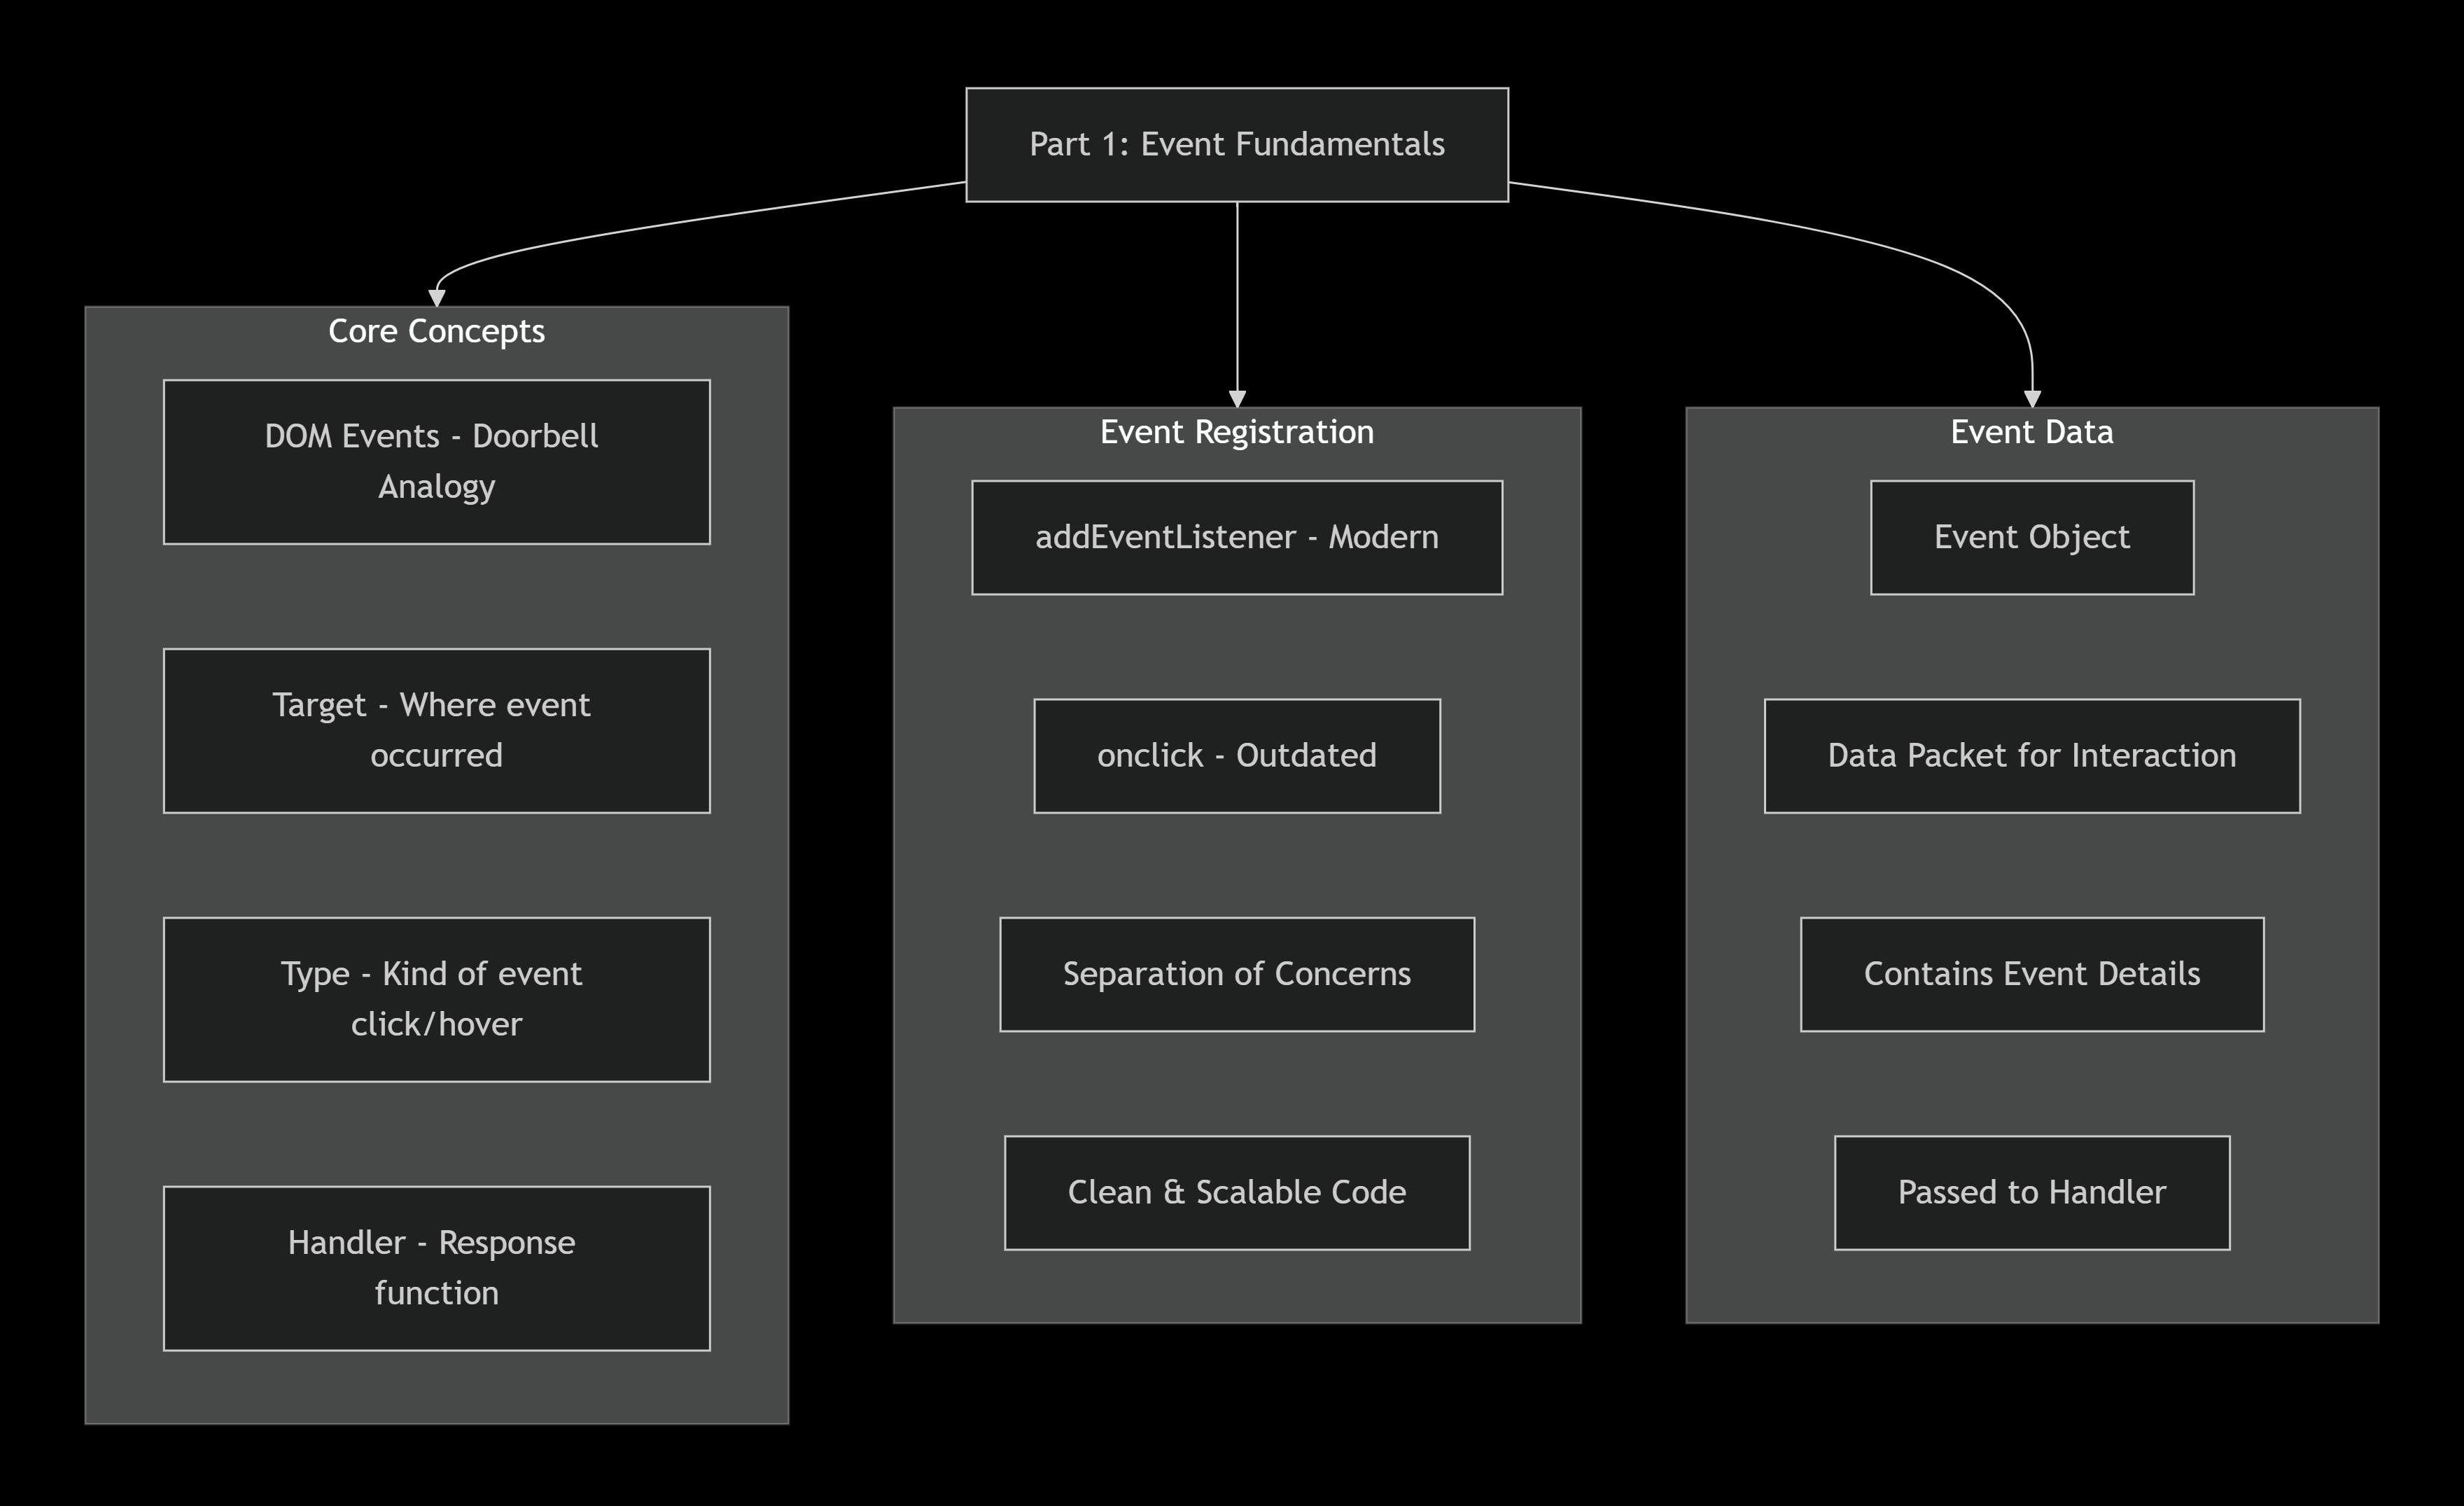 Part 1: Event Fundamentals
Core Concepts
DOM Events - Doorbell
Analogy
Target - Where event
occurred
Type - Kind of event
click/hover
Handler - Response
function
Event Registration
addEventListener - Modern
onclick - Outdated
Separation of Concerns
Clean & Scalable Code
Event Data
Event Object
Data Packet for Interaction
Contains Event Details
Passed to Handler